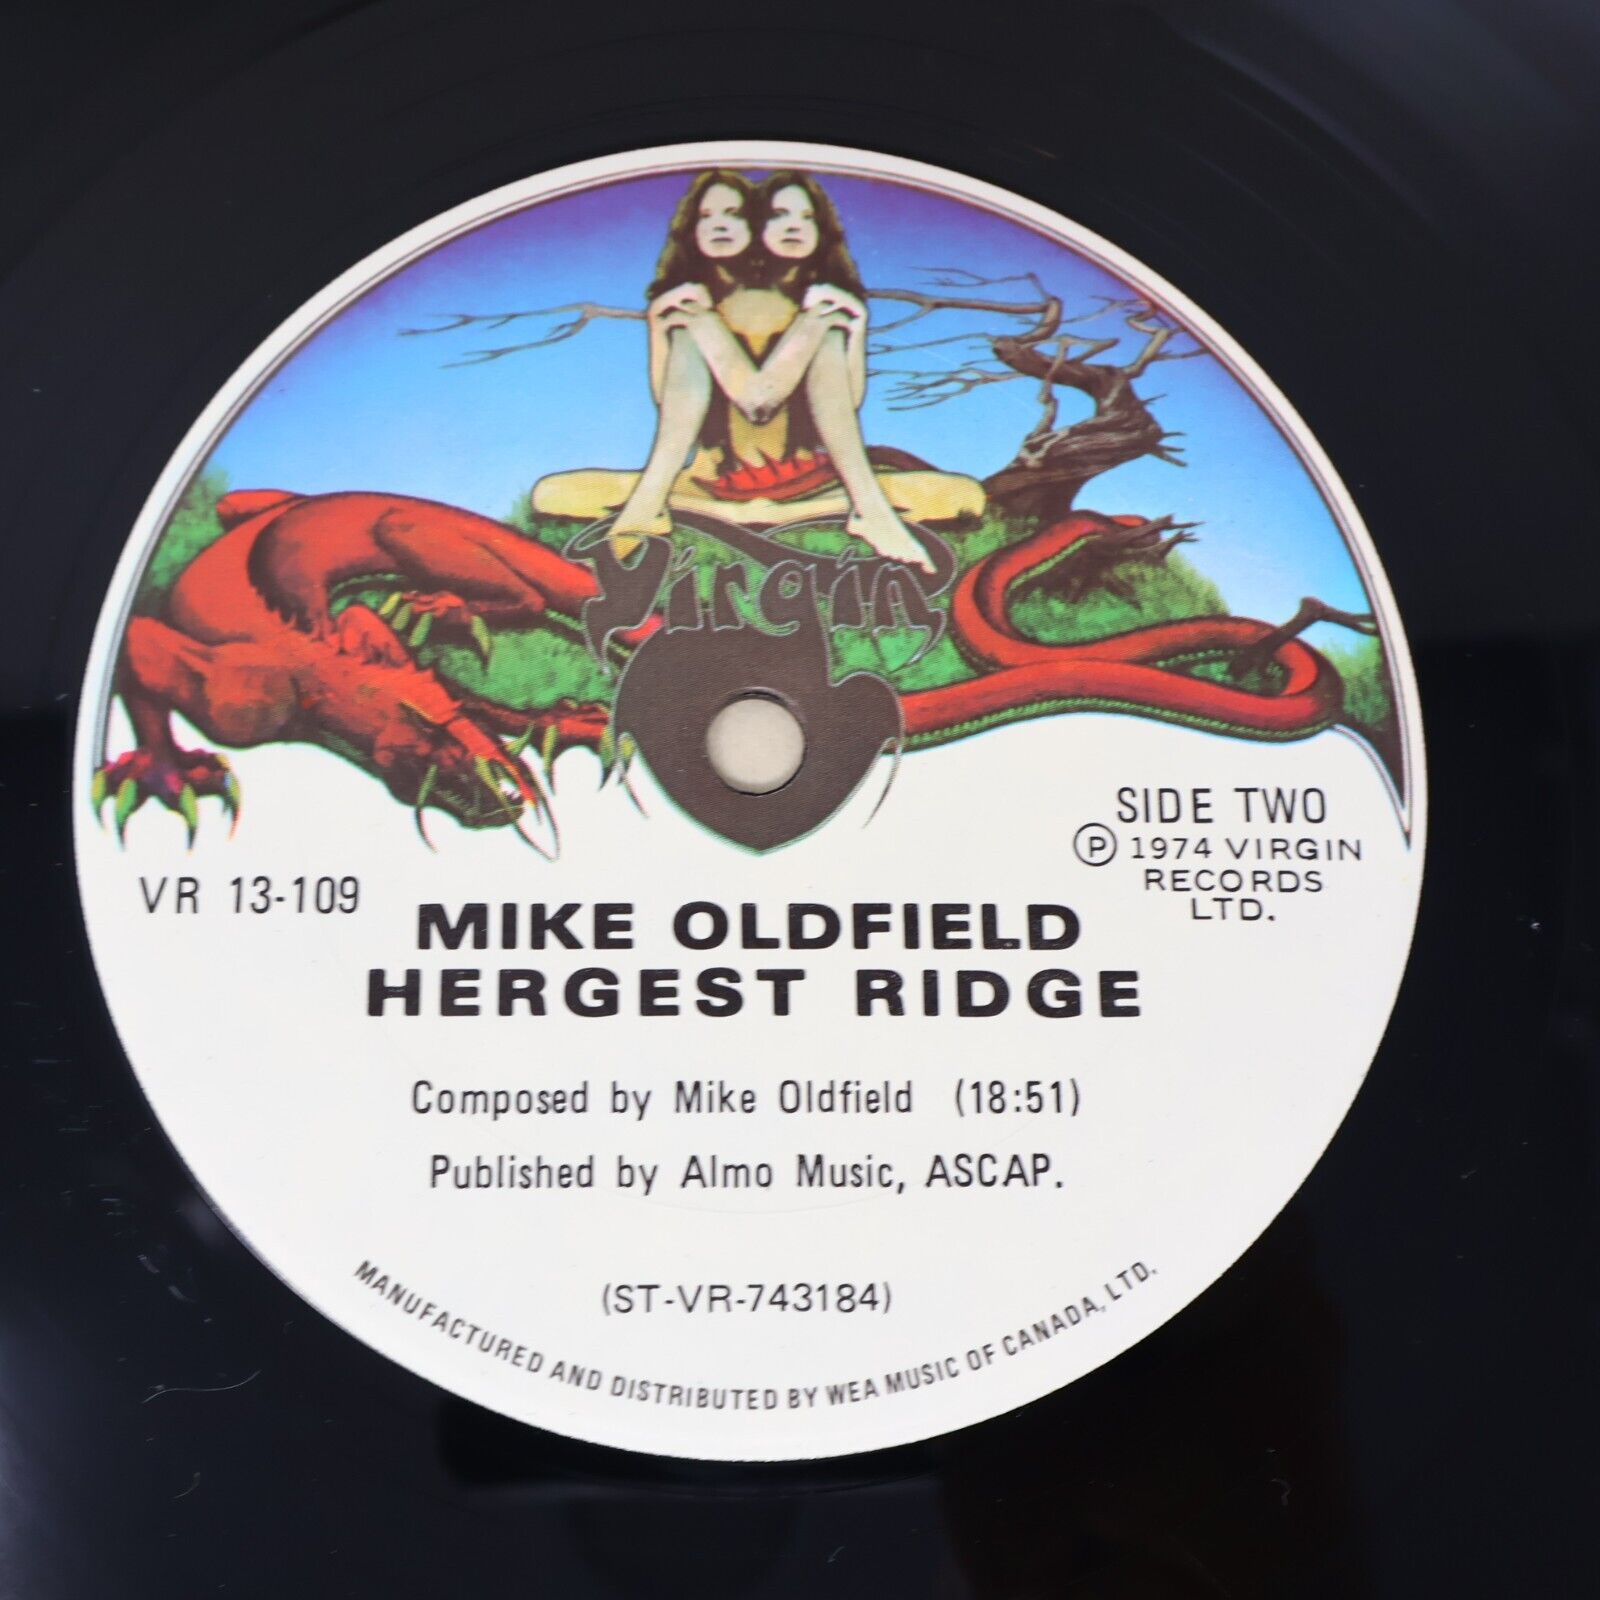 Virgin
SIDE TWO
Ⓟ 1974 VIRGIN
RECORDS
LTD.
VR 13-109
MIKE OLDFIELD
HERGEST RIDGE
Composed by Mike Oldfield (18:51)
Published by Almo Music, ASCAP.
(ST-VR-743184)
MANUFACTURED AND DISTRIBUTED BY WEA MUSIC OF CANADA, LTD.